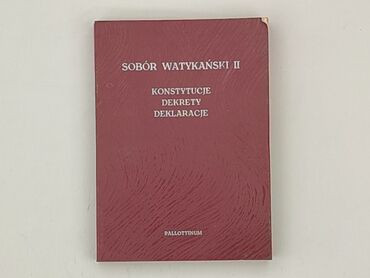 SOBÓR WATYKAŃSKI II
KONSTYTUCJE
DEKRETY
DEKLARACJE
PALLOTTINUM